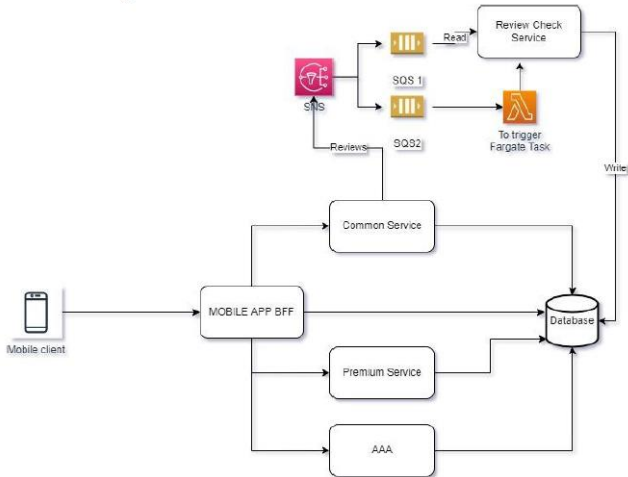 Review Check
Service
Read
SQS 1
SNS
SQS2
To trigger
Fargate Task
Reviews
Write
Common Service
MOBILE APP BFF
Database
Mobile client
Premium Service
AAA